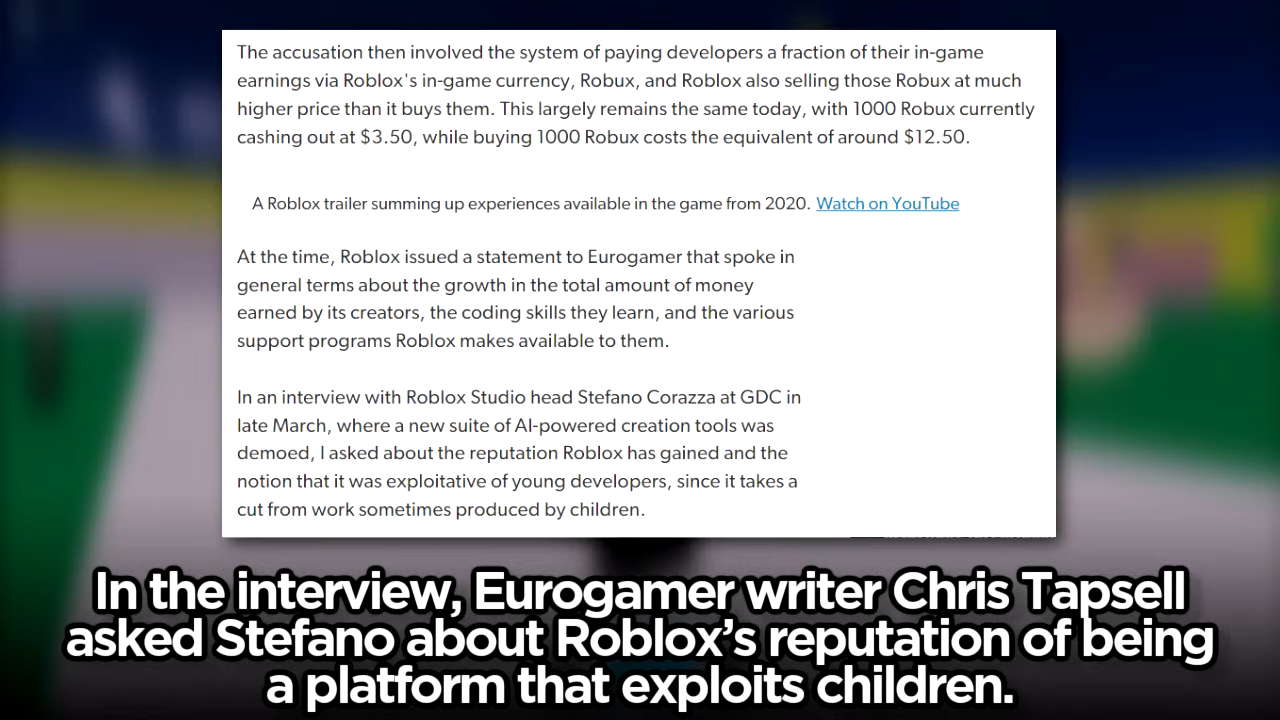 The accusation then involved the system of paying developers a fraction of their in-game
earnings via Roblox's in-game currency, Robux, and Roblox also selling those Robux at much
higher price than it buys them. This largely remains the same today, with 1000 Robux currently
cashing out at $3.50, while buying 1000 Robux costs the equivalent of around $12.50.
A Roblox trailer summing up experiences available in the game from 2020. Watch on YouTube
At the time, Roblox issued a statement to Eurogamer that spoke in
general terms about the growth in the total amount of money
earned by its creators, the coding skills they learn, and the various
support programs Roblox makes available to them.
In an interview with Roblox Studio head Stefano Corazza at GDC in
late March, where a new suite of AI-powered creation tools was
demoed, I asked about the reputation Roblox has gained and the
notion that it was exploitative of young developers, since it takes a
cut from work sometimes produced by children.
In the interview, Eurogamer writer Chris Tapsell
asked Stefano about Roblox’s reputation of being
a platform that exploits children.